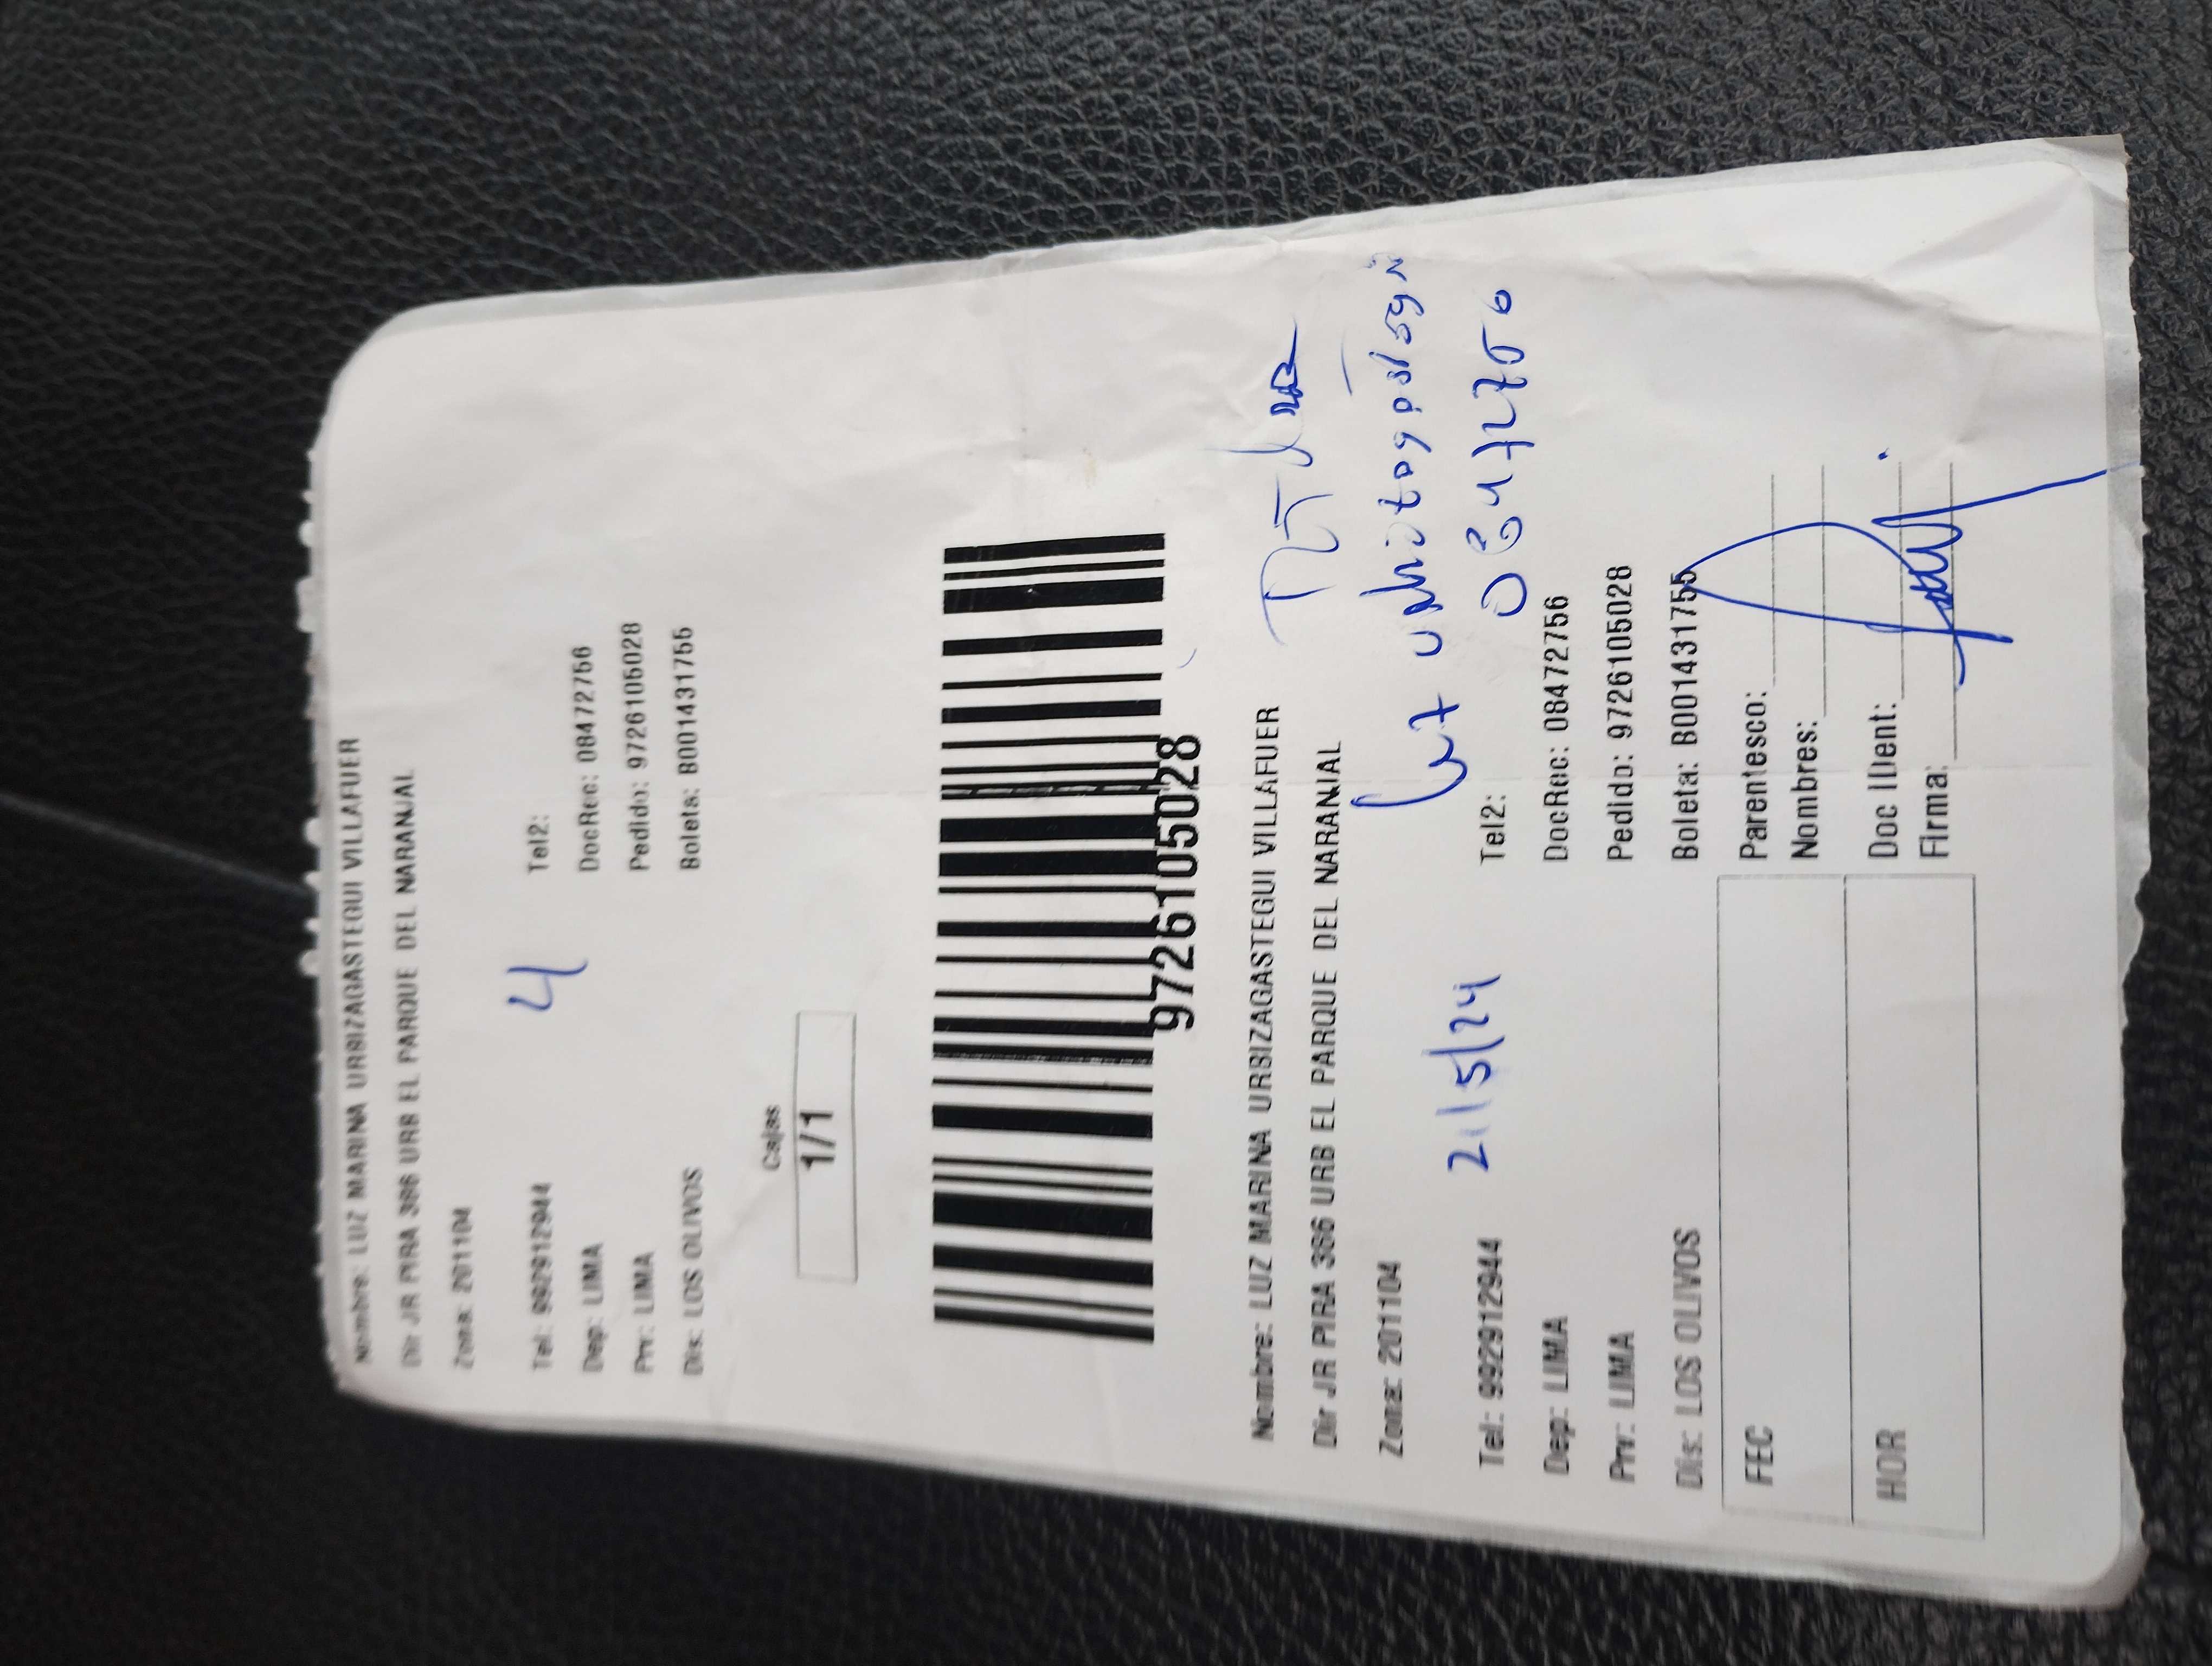 Nombre: LUZ MARINA URBIZAGASTEGUI VILLAFUER
Dir JR PIRA 366 URB EL PARQUE DEL NARANJAL
Zona: 201104
4
Tel: 992912944 Tel2:
Dep: LIMA DocRec: 08472756
Prv: LIMA Pedido: 9726105028
Dis: LOS OLIVOS Boleta: B001431755
Cajas
1/1
9726105028
Nombre: LUZ MARINA URBIZAGASTEGUI VILLAFUER
Dir JR PIRA 366 URB EL PARQUE DEL NARANJAL
Zona: 201104
21/5/24
Tel: 992912944 Tel2:
Dep: LIMA DocRec: 08472756
Prv: LIMA Pedido: 9726105028
Dis: LOS OLIVOS Boleta: B001431755
FEC Parentesco:
Nombres:
HOR Doc IDent:
Firma: